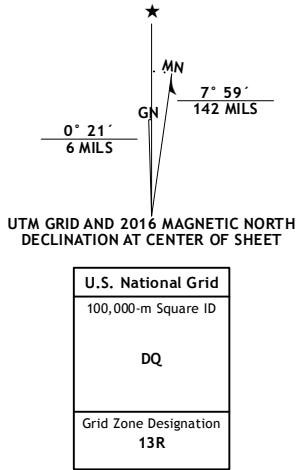 MN
GN
7° 59´
142 MILS
0° 21´
6 MILS
UTM GRID AND 2016 MAGNETIC NORTH
DECLINATION AT CENTER OF SHEET
U.S. National Grid
100,000-m Square ID
DQ
Grid Zone Designation
13R